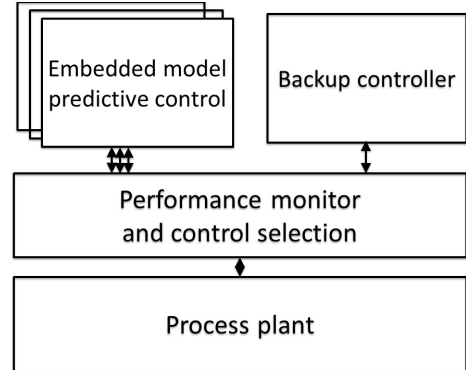 Embedded model
predictive control
Backup controller
Performance monitor
and control selection
Process plant